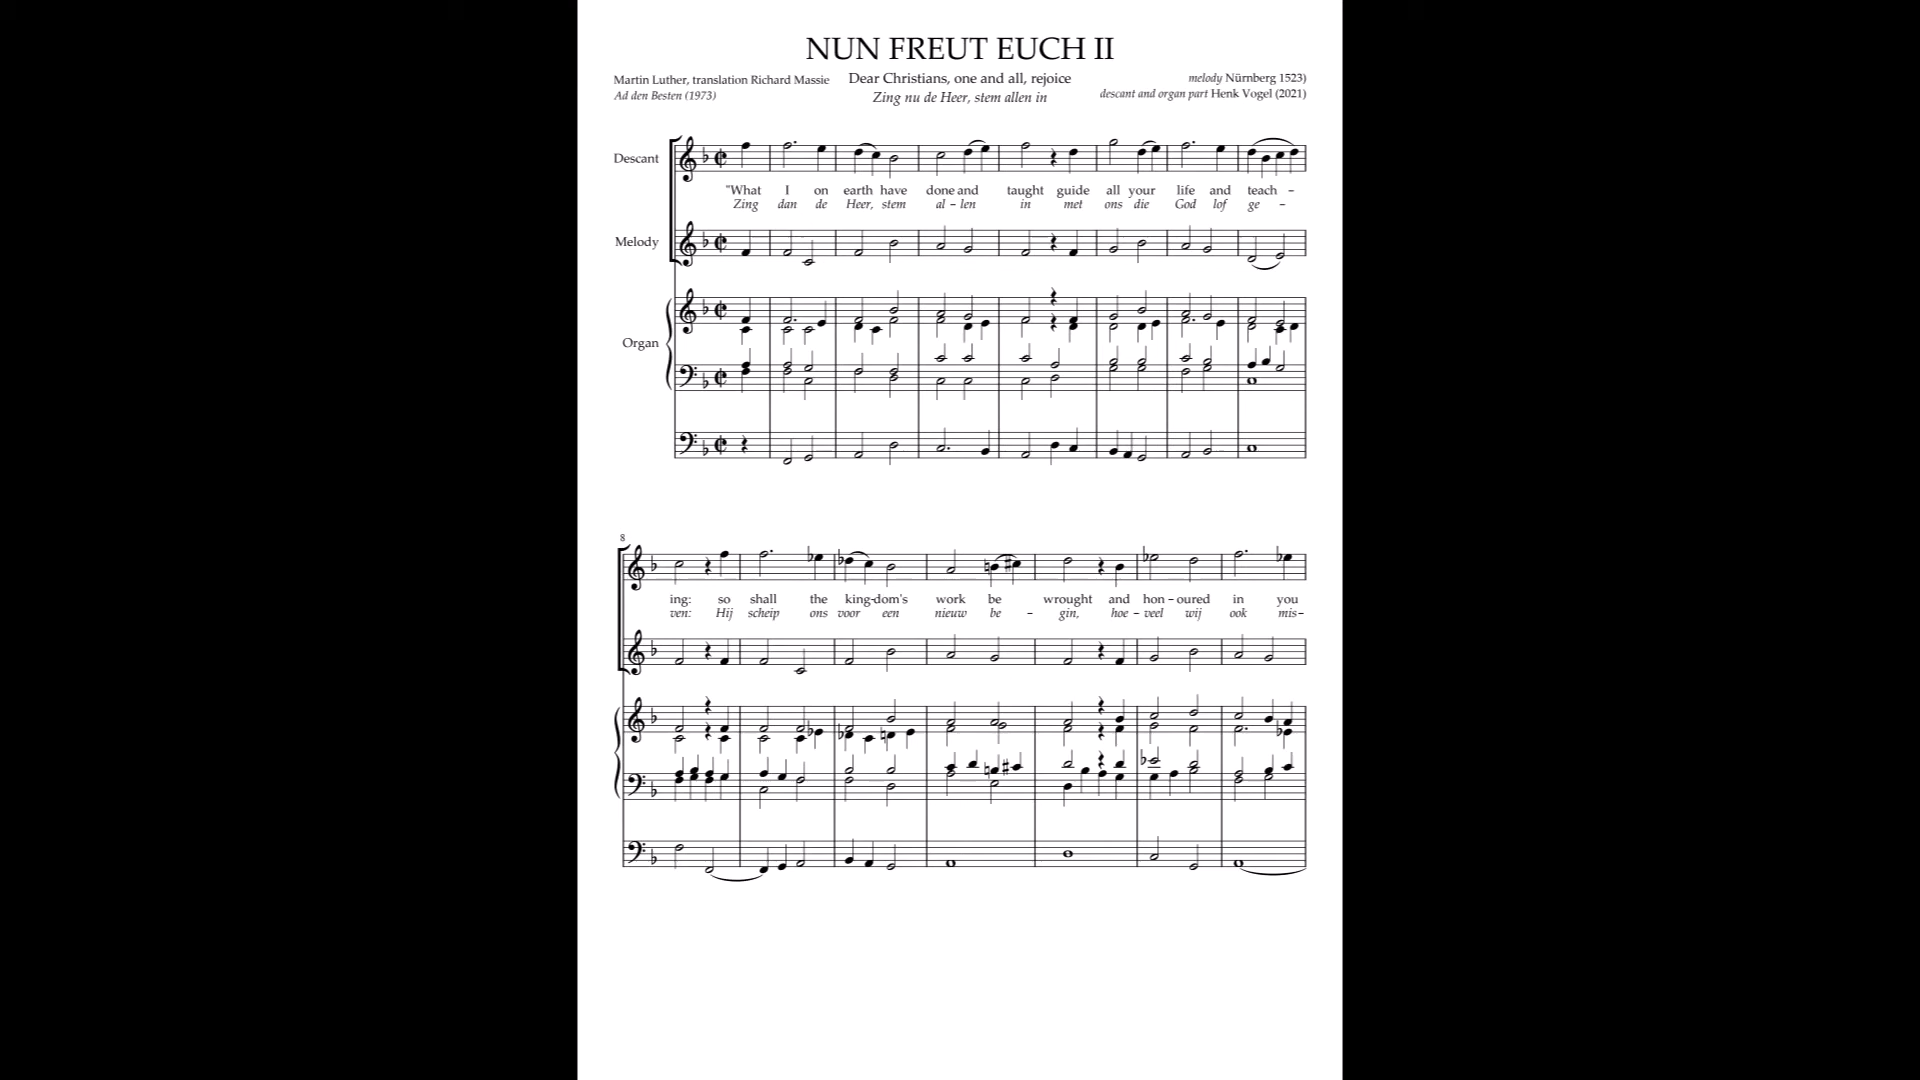 NUN FREUT EUCH II
Martin Luther, translation Richard Massie
Dear Christians, one and all, rejoice
melody Nürnberg 1523)
Ad den Besten (1973)
Zing nu de Heer, stem allen in
descant and organ part Henk Vogel (2021)
Descant
"What I on earth have done and taught guide all your life and teach –
Zing dan de Heer, stem al – len in met ons die God lof ge –
Melody
Organ
8
ing: so shall the king-dom's work be wrought and hon – oured in you
ven: Hij scheip ons voor een nieuw be – gin, hoe – veel wij ook mis–